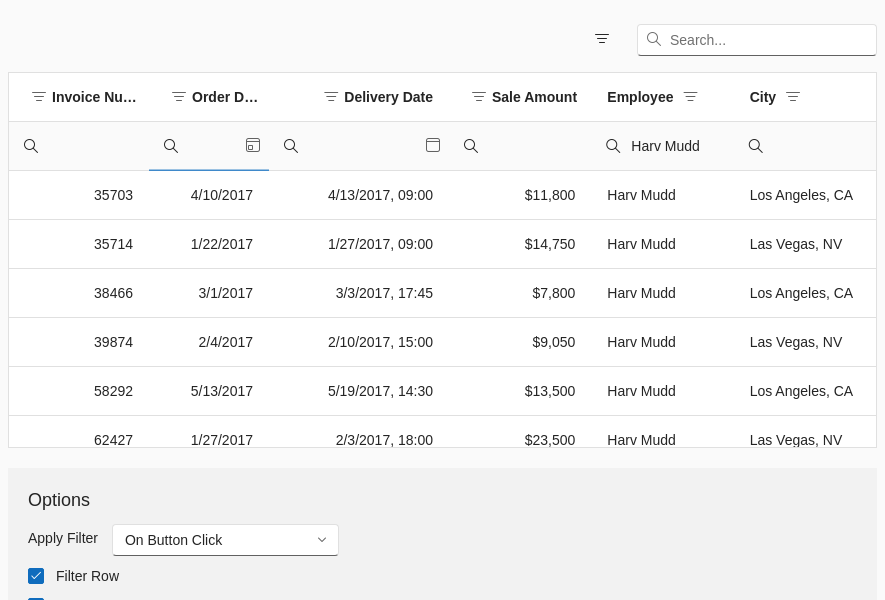 Search...
Invoice Nu... Order D... Delivery Date Sale Amount Employee City
Harv Mudd
35703 4/10/2017 4/13/2017, 09:00 $11,800 Harv Mudd Los Angeles, CA
35714 1/22/2017 1/27/2017, 09:00 $14,750 Harv Mudd Las Vegas, NV
38466 3/1/2017 3/3/2017, 17:45 $7,800 Harv Mudd Los Angeles, CA
39874 2/4/2017 2/10/2017, 15:00 $9,050 Harv Mudd Las Vegas, NV
58292 5/13/2017 5/19/2017, 14:30 $13,500 Harv Mudd Los Angeles, CA
62427 1/27/2017 2/3/2017, 18:00 $23,500 Harv Mudd Las Vegas, NV
Options
Apply Filter On Button Click
Filter Row